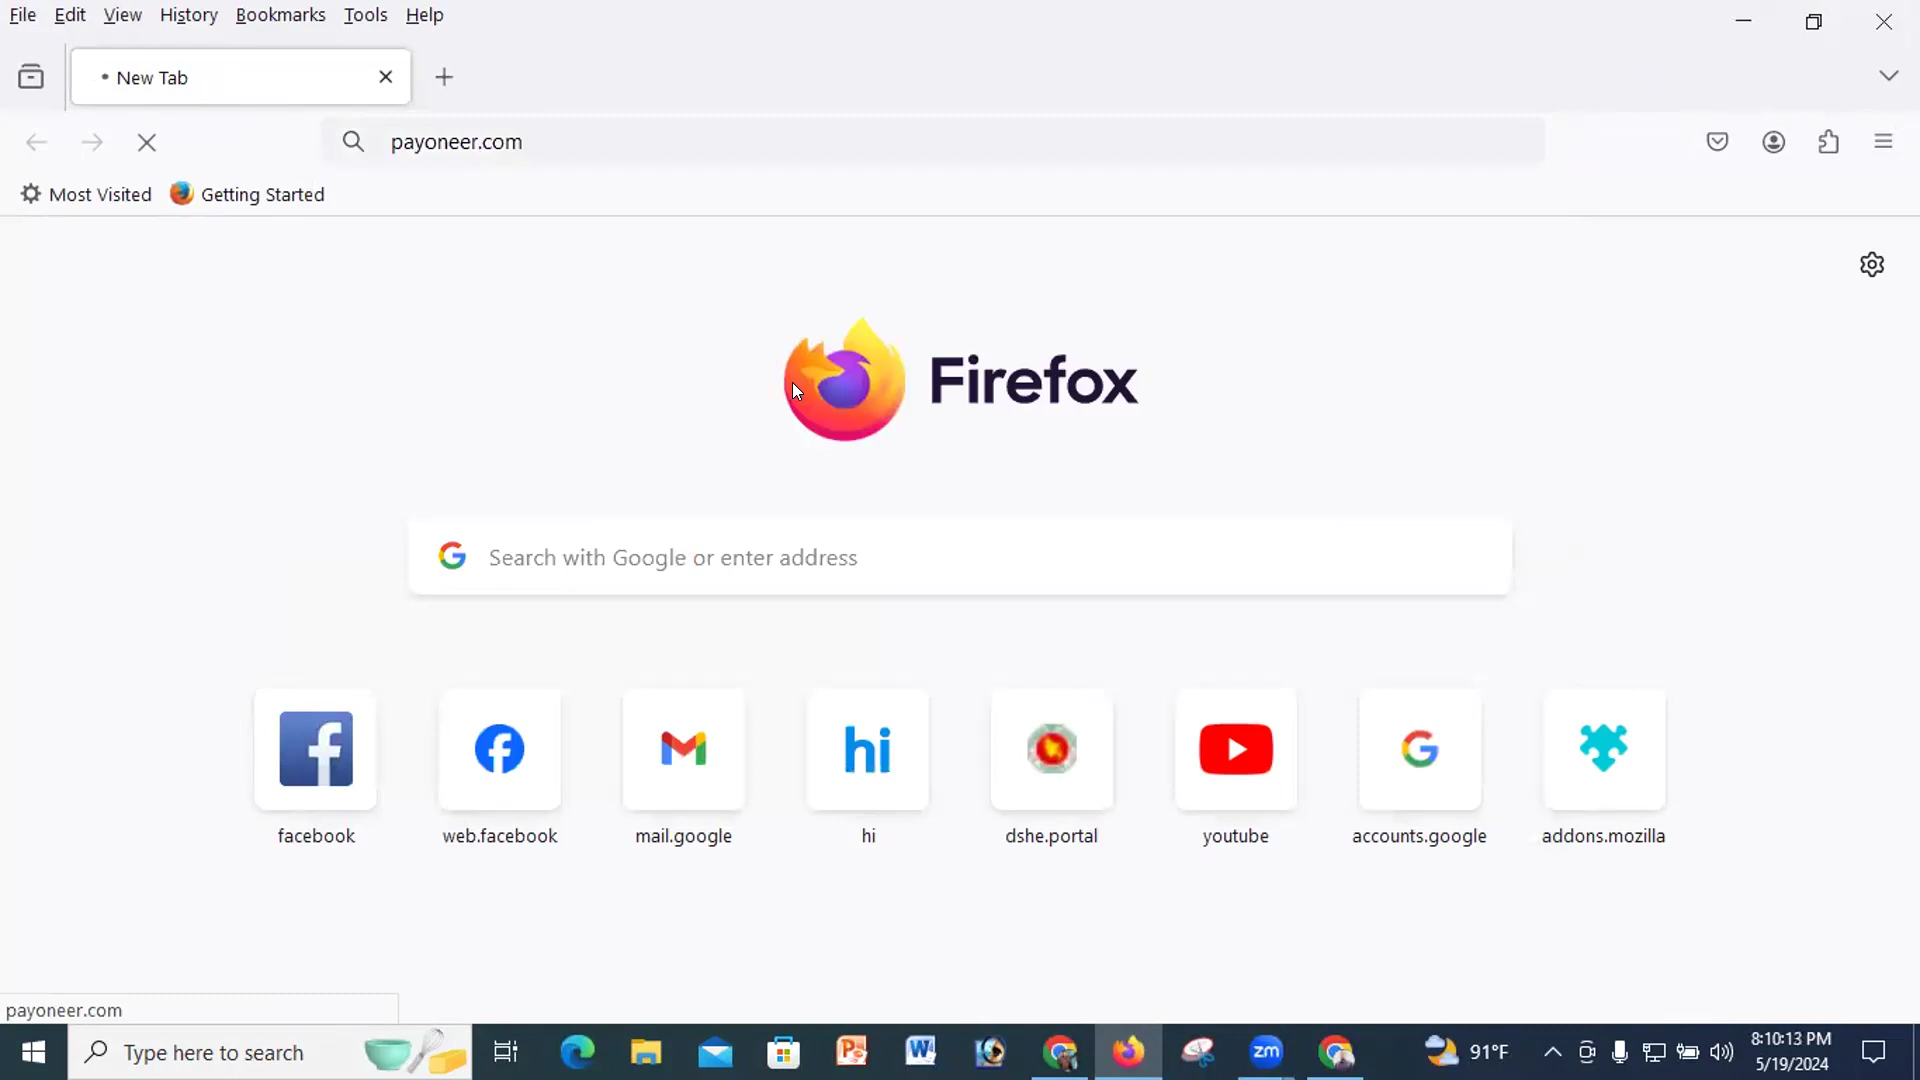 File Edit View History Bookmarks Tools Help
New Tab
payoneer.com
Most Visited Getting Started
Firefox
Search with Google or enter address
hi
facebook web.facebook mail.google hi dshe.portal youtube accounts.google addons.mozilla
payoneer.com
Type here to search zm 91°F 8:10:13 PM
5/19/2024